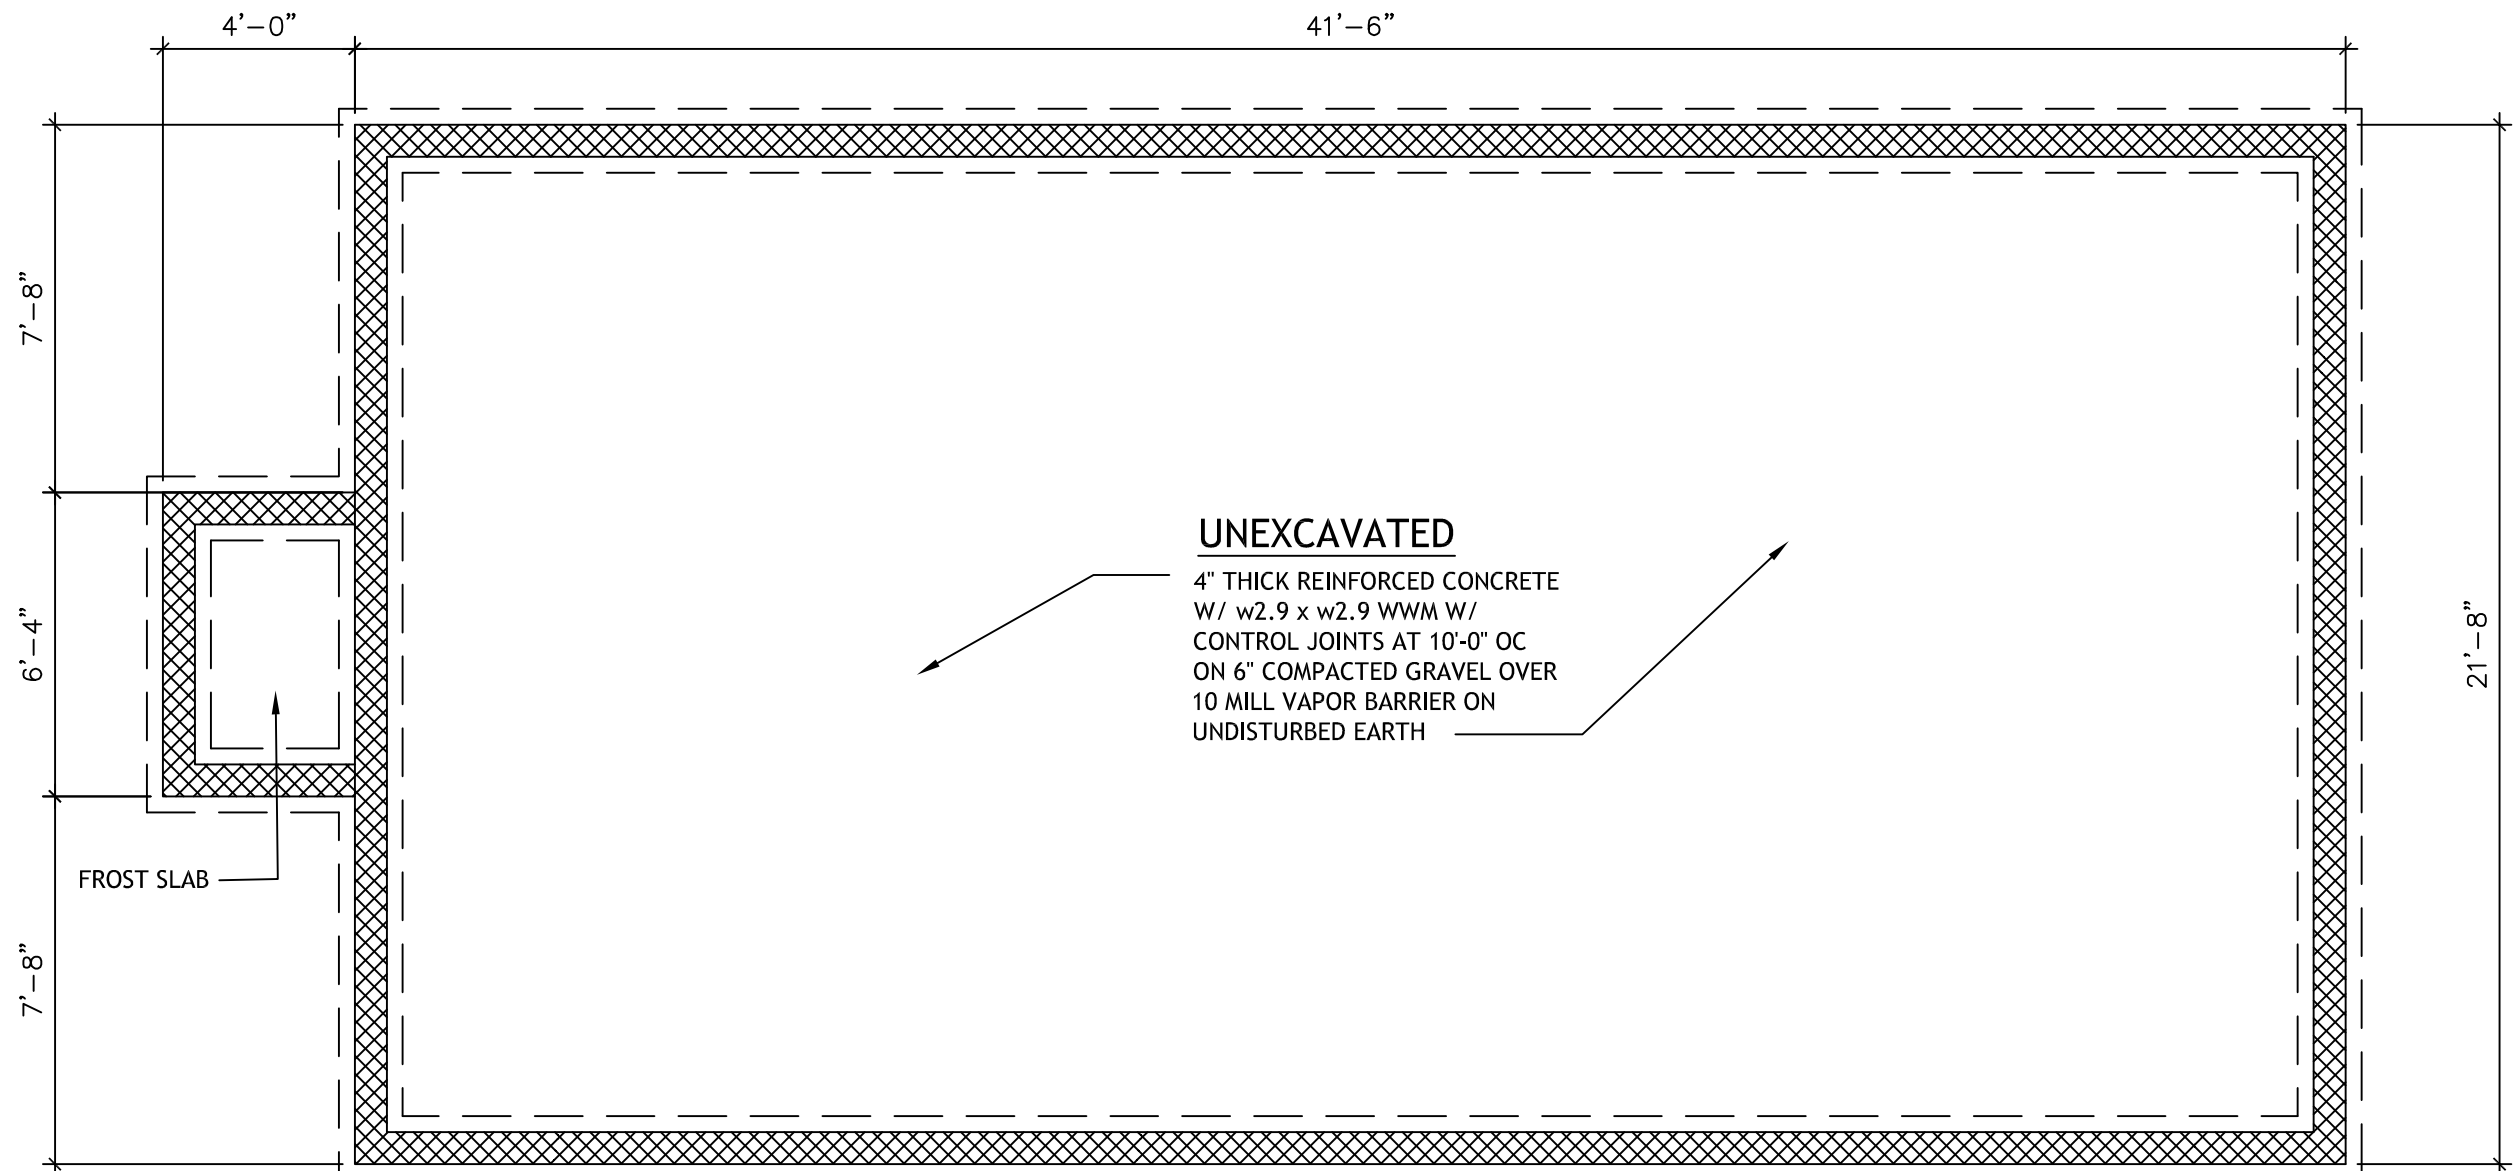 4’–0”
41’–6”
7’–8”
6’–4”
7’–8”
21’–8”
UNEXCAVATED
4" THICK REINFORCED CONCRETE
W/ w2.9 x w2.9 WWM W/
CONTROL JOINTS AT 10'-0" OC
ON 6" COMPACTED GRAVEL OVER
10 MILL VAPOR BARRIER ON
UNDISTURBED EARTH
FROST SLAB